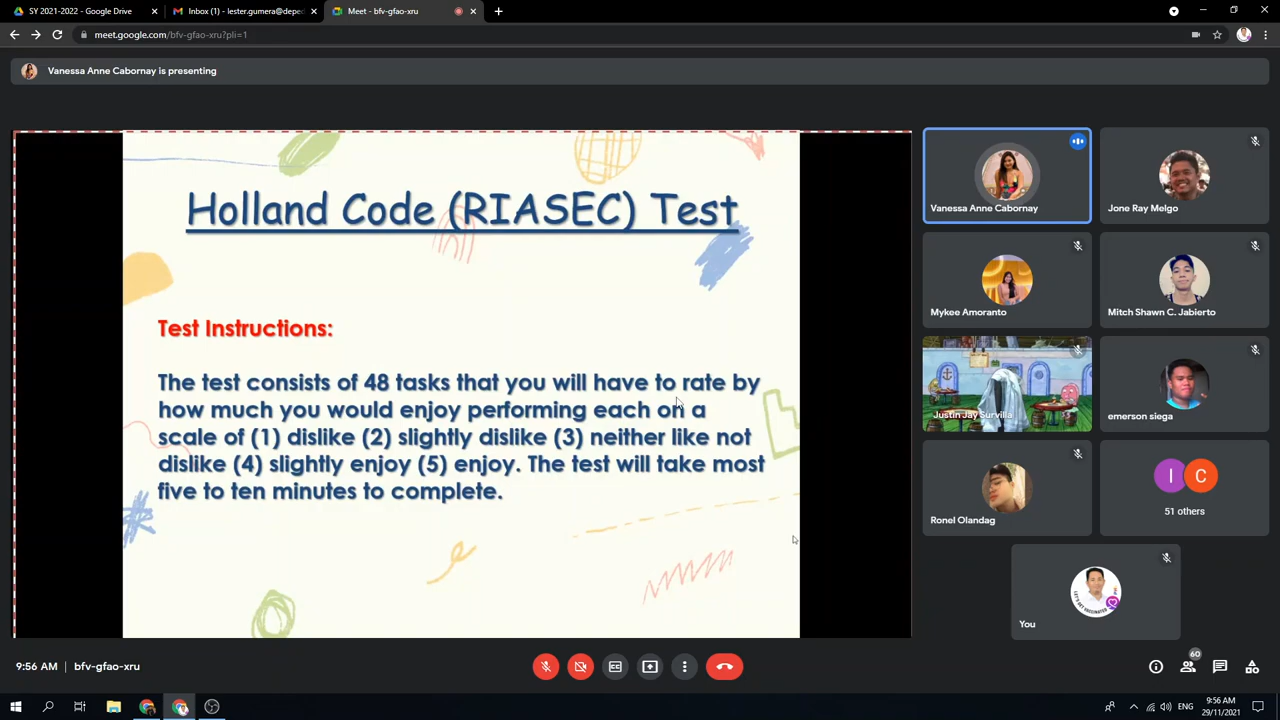 SY 2021-2022 - Google Drive
Inbox (1) - lester.gumera@depe
Meet - bfv-gfao-xru
meet.google.com/bfv-gfao-xru?pli=1
Vanessa Anne Cabornay is presenting
Holland Code (RIASEC) Test
Test Instructions:
The test consists of 48 tasks that you will have to rate by
how much you would enjoy performing each on a
scale of (1) dislike (2) slightly dislike (3) neither like not
dislike (4) slightly enjoy (5) enjoy. The test will take most
five to ten minutes to complete.
Vanessa Anne Cabornay
Jone Ray Melgo
Mykee Amoranto
Mitch Shawn C. Jabierto
Justin Jay Survilla
emerson siega
Ronel Olandag
I C
51 others
LET'S GET VACCINATED
You
9:56 AM | bfv-gfao-xru
60
9:56 AM
ENG
29/11/2021